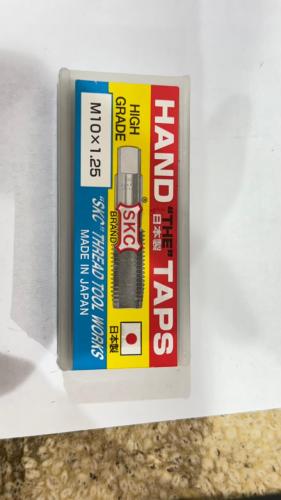 HAND "THE" TAPS
日本製
HIGH
GRADE
M10×1.25
SKC
®
BRAND
日本製
"SKC" THREAD TOOL WORKS
MADE IN JAPAN